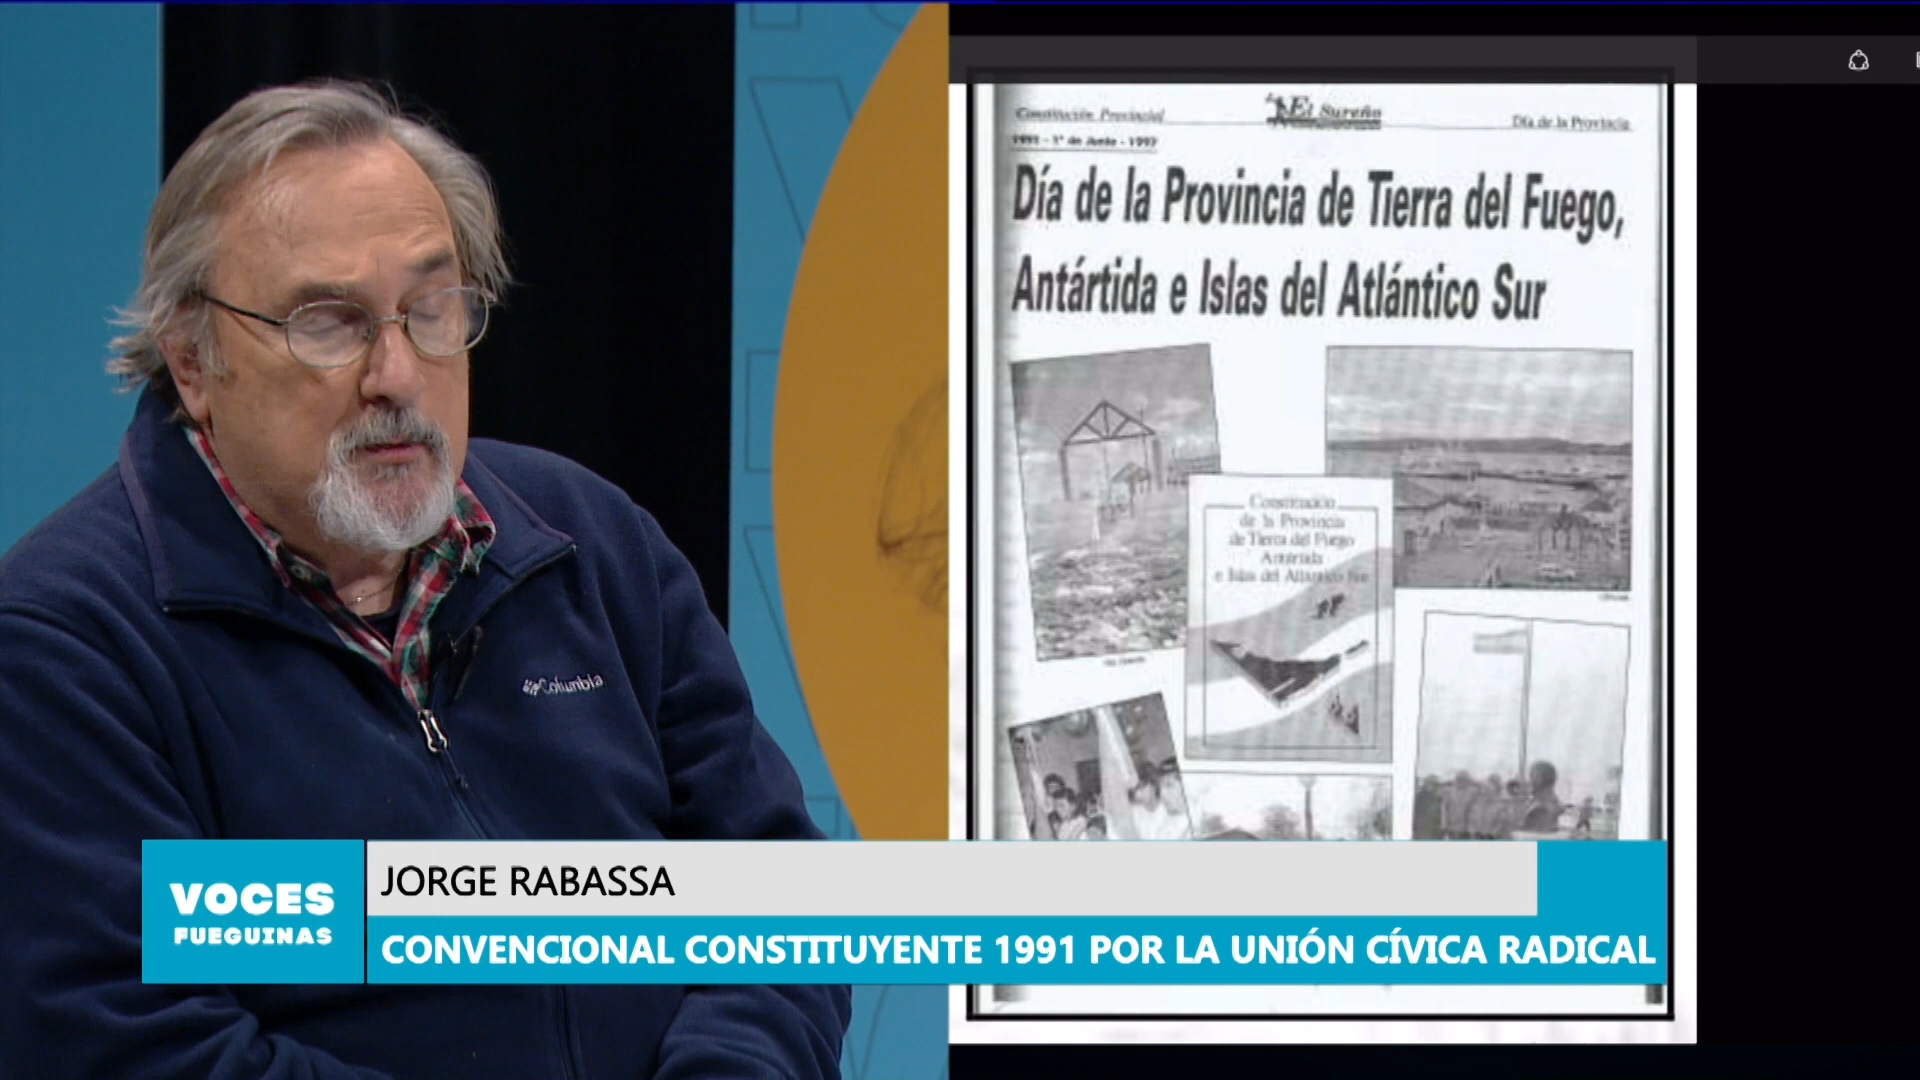 Constitución Provincial
El Sureño
Día de la Provincia
1991 - 1º de Junio - 1997
Día de la Provincia de Tierra del Fuego,
Antártida e Islas del Atlántico Sur
Constitución
de la Provincia
de Tierra del Fuego
Antártida
e Islas del Atlántico Sur
Columbia
VOCES
FUEGUINAS
JORGE RABASSA
CONVENCIONAL CONSTITUYENTE 1991 POR LA UNIÓN CÍVICA RADICAL